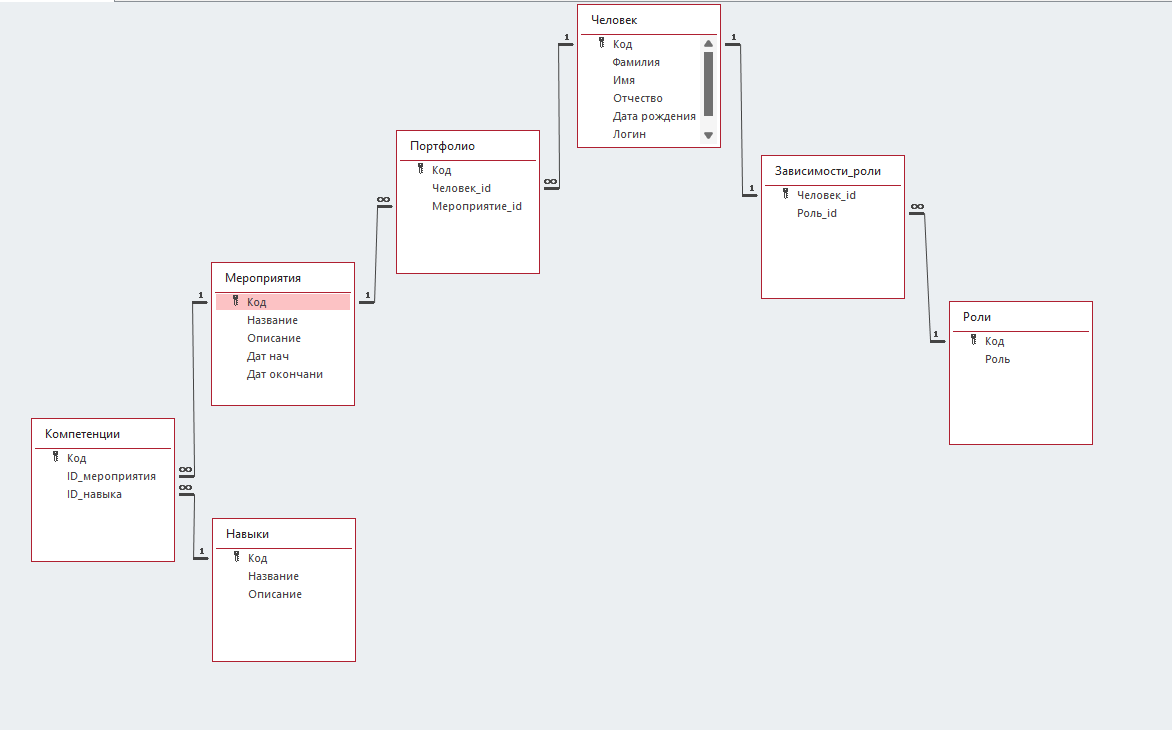 Человек
Код
Фамилия
Имя
Отчество
Дата рождения
Логин
1
1
Портфолио
Код
Человек_id
Мероприятие_id
∞
∞
Зависимости_роли
Человек_id
Роль_id
1
∞
Мероприятия
Код
Название
Описание
Дат нач
Дат окончани
1
1
Роли
Код
Роль
1
Компетенции
Код
ID_мероприятия
ID_навыка
∞
∞
Навыки
Код
Название
Описание
1